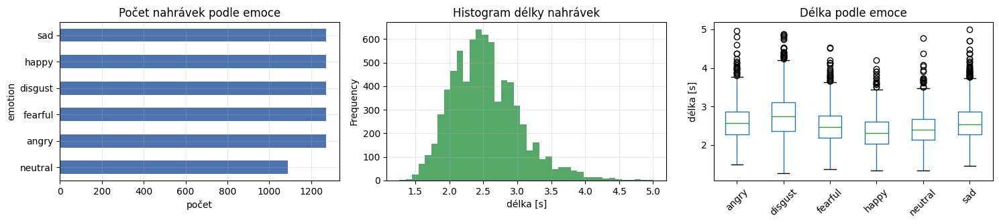 Počet nahrávek podle emoce
sad
happy
disgust
fearful
angry
neutral
emotion
0 200 400 600 800 1000 1200
počet
Histogram délky nahrávek
600
500
400
300
200
100
0
Frequency
1.5 2.0 2.5 3.0 3.5 4.0 4.5 5.0
délka [s]
Délka podle emoce
5
4
3
2
délka [s]
angry disgust fearful happy neutral sad